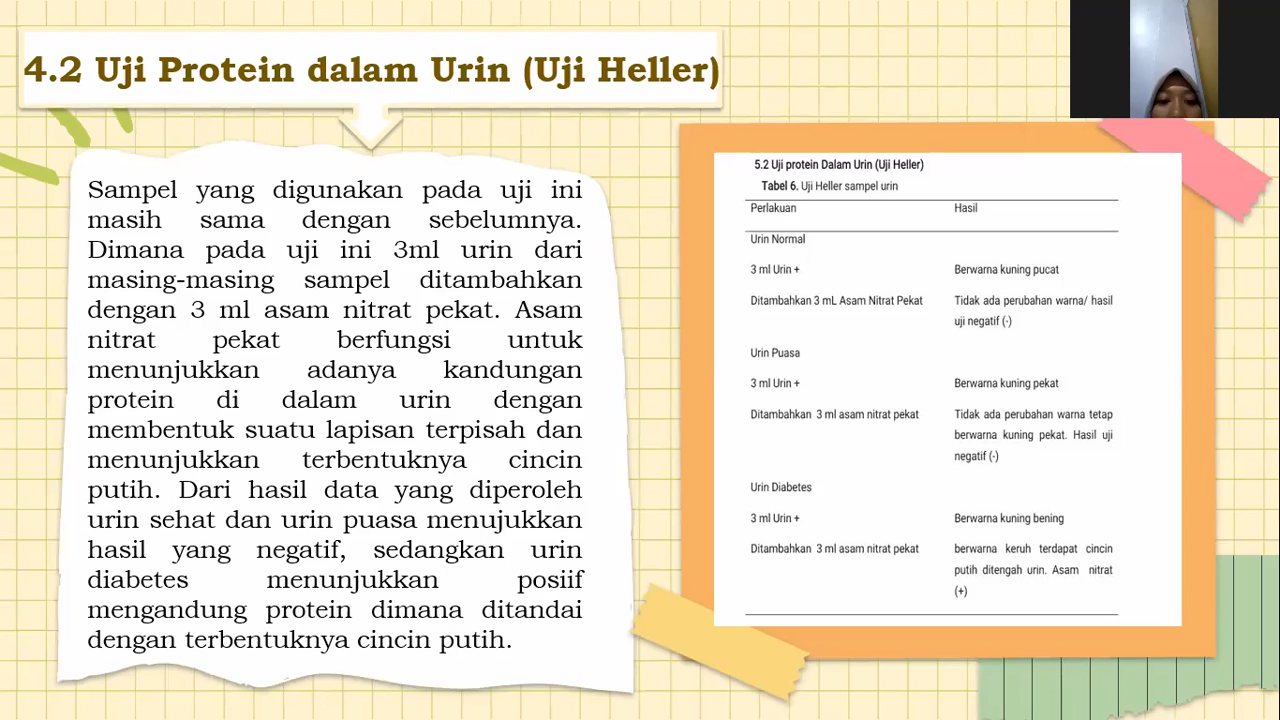 4.2 Uji Protein dalam Urin (Uji Heller)
Sampel yang digunakan pada uji ini
masih sama dengan sebelumnya.
Dimana pada uji ini 3ml urin dari
masing-masing sampel ditambahkan
dengan 3 ml asam nitrat pekat. Asam
nitrat pekat berfungsi untuk
menunjukkan adanya kandungan
protein di dalam urin dengan
membentuk suatu lapisan terpisah dan
menunjukkan terbentuknya cincin
putih. Dari hasil data yang diperoleh
urin sehat dan urin puasa menujukkan
hasil yang negatif, sedangkan urin
diabetes menunjukkan posiif
mengandung protein dimana ditandai
dengan terbentuknya cincin putih.
5.2 Uji protein Dalam Urin (Uji Heller)
Tabel 6. Uji Heller sampel urin
Perlakuan Hasil
Urin Normal
3 ml Urin + Berwarna kuning pucat
Ditambahkan 3 mL Asam Nitrat Pekat Tidak ada perubahan warna/ hasil
uji negatif (-)
Urin Puasa
3 ml Urin + Berwarna kuning pekat
Ditambahkan 3 ml asam nitrat pekat Tidak ada perubahan warna tetap
berwarna kuning pekat. Hasil uji
negatif (-)
Urin Diabetes
3 ml Urin + Berwarna kuning bening
Ditambahkan 3 ml asam nitrat pekat berwarna keruh terdapat cincin
putih ditengah urin. Asam nitrat
(+)